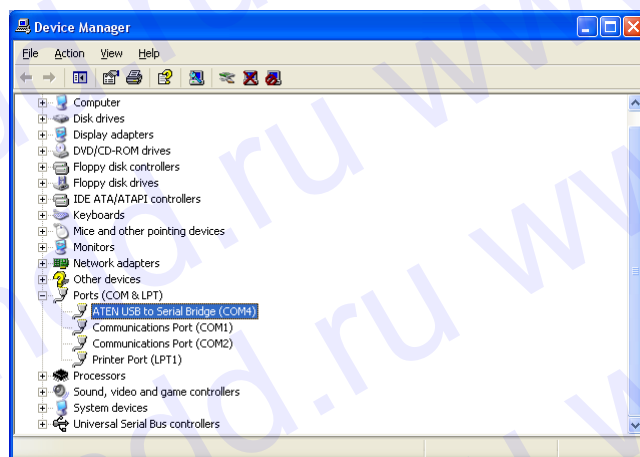 Device Manager
File Action View Help
Computer
Disk drives
Display adapters
DVD/CD-ROM drives
Floppy disk controllers
Floppy disk drives
IDE ATA/ATAPI controllers
Keyboards
Mice and other pointing devices
Monitors
Network adapters
Other devices
Ports (COM & LPT)
ATEN USB to Serial Bridge (COM4)
Communications Port (COM1)
Communications Port (COM2)
Printer Port (LPT1)
Processors
Sound, video and game controllers
System devices
Universal Serial Bus controllers